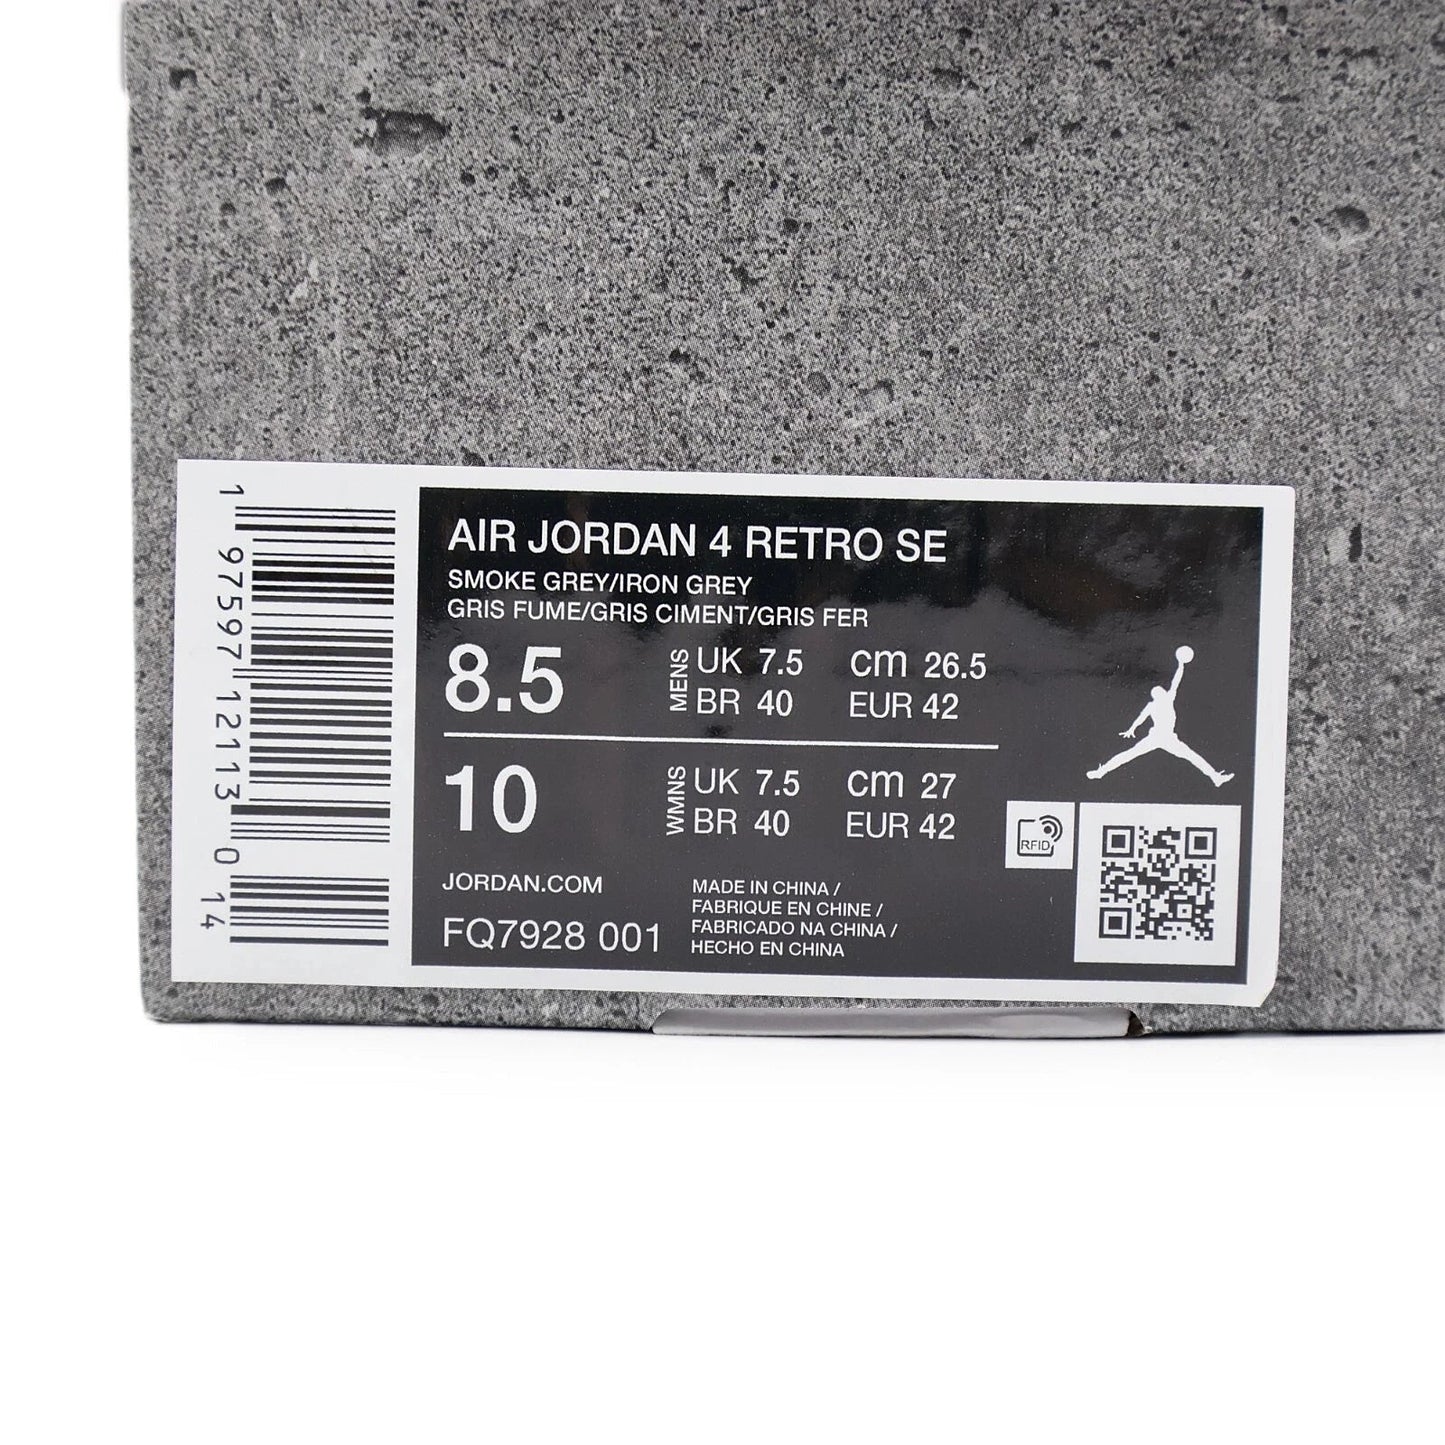 1 97597 12113 0 14
AIR JORDAN 4 RETRO SE
SMOKE GREY/IRON GREY
GRIS FUME/GRIS CIMENT/GRIS FER
8.5 MENS UK 7.5 cm 26.5
BR 40 EUR 42
10 WMNS UK 7.5 cm 27
BR 40 EUR 42
RFID
JORDAN.COM
FQ7928 001
MADE IN CHINA /
FABRIQUE EN CHINE /
FABRICADO NA CHINA /
HECHO EN CHINA